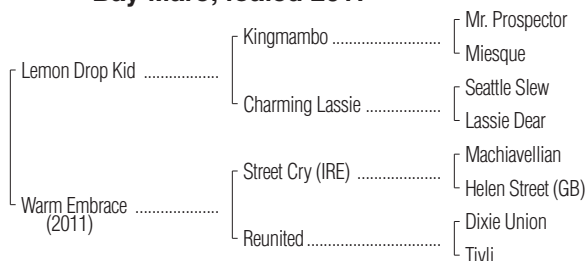 Bay Mare; foaled 2017
Mr. Prospector
Kingmambo ..........................
Miesque
Lemon Drop Kid .................
Seattle Slew
Charming Lassie ...................
Lassie Dear
Machiavellian
Street Cry (IRE) ...................
Helen Street (GB)
Warm Embrace ...................
(2011)
Dixie Union
Reunited..............................
Tivli